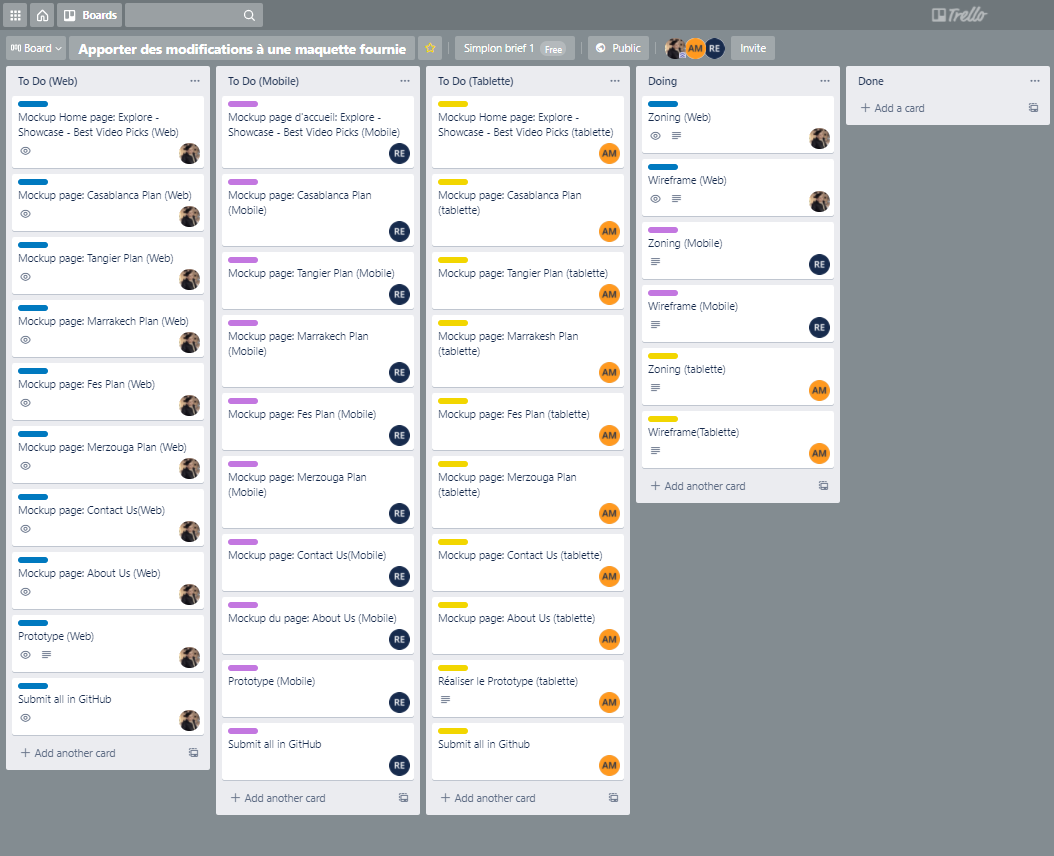 Boards
Trello
Board
Apporter des modifications à une maquette fournie
Simplon brief 1 Free
Public
AM RE
Invite
To Do (Web)
Mockup Home page: Explore -
Showcase - Best Video Picks (Web)
Mockup page: Casablanca Plan (Web)
Mockup page: Tangier Plan (Web)
Mockup page: Marrakech Plan (Web)
Mockup page: Fes Plan (Web)
Mockup page: Merzouga Plan (Web)
Mockup page: Contact Us(Web)
Mockup page: About Us (Web)
Prototype (Web)
Submit all in GitHub
+ Add another card
To Do (Mobile)
Mockup page d'accueil: Explore -
Showcase - Best Video Picks (Mobile)
RE
Mockup page: Casablanca Plan
(Mobile)
RE
Mockup page: Tangier Plan (Mobile)
RE
Mockup page: Marrakech Plan
(Mobile)
RE
Mockup page: Fes Plan (Mobile)
RE
Mockup page: Merzouga Plan
(Mobile)
RE
Mockup page: Contact Us(Mobile)
RE
Mockup du page: About Us (Mobile)
RE
Prototype (Mobile)
RE
Submit all in GitHub
RE
+ Add another card
To Do (Tablette)
Mockup Home page: Explore -
Showcase - Best Video Picks (tablette)
AM
Mockup page: Casablanca Plan
(tablette)
AM
Mockup page: Tangier Plan (tablette)
AM
Mockup page: Marrakesh Plan
(tablette)
AM
Mockup page: Fes Plan (tablette)
AM
Mockup page: Merzouga Plan
(tablette)
AM
Mockup page: Contact Us (tablette)
AM
Mockup page: About Us (tablette)
AM
Réaliser le Prototype (tablette)
AM
Submit all in Github
AM
+ Add another card
Doing
Zoning (Web)
Wireframe (Web)
Zoning (Mobile)
RE
Wireframe (Mobile)
RE
Zoning (tablette)
AM
Wireframe(Tablette)
AM
+ Add another card
Done
+ Add a card